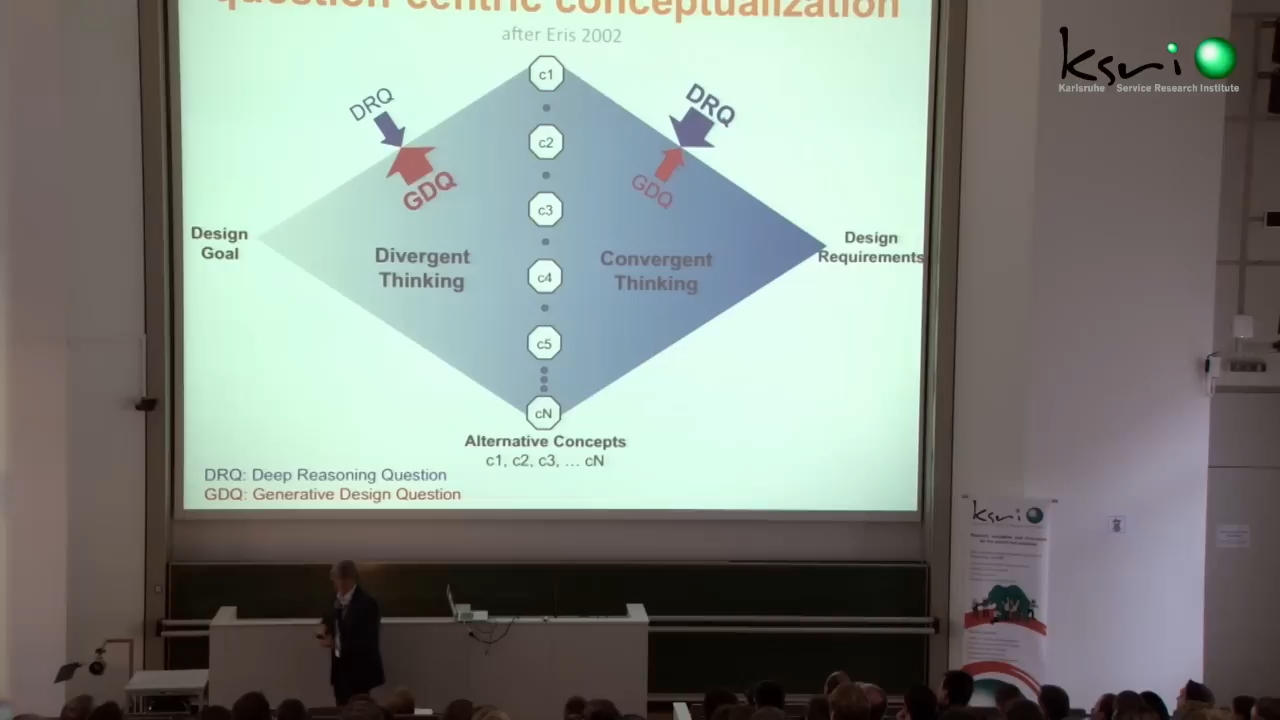 question-centric conceptualization
after Eris 2002
ksri
Karlsruhe Service Research Institute
c1
DRQ
DRQ
c2
GDQ
GDQ
c3
Design
Goal
Divergent
Thinking
Convergent
Thinking
Design
Requirements
c4
c5
cN
Alternative Concepts
c1, c2, c3, … cN
DRQ: Deep Reasoning Question
GDQ: Generative Design Question
ksri